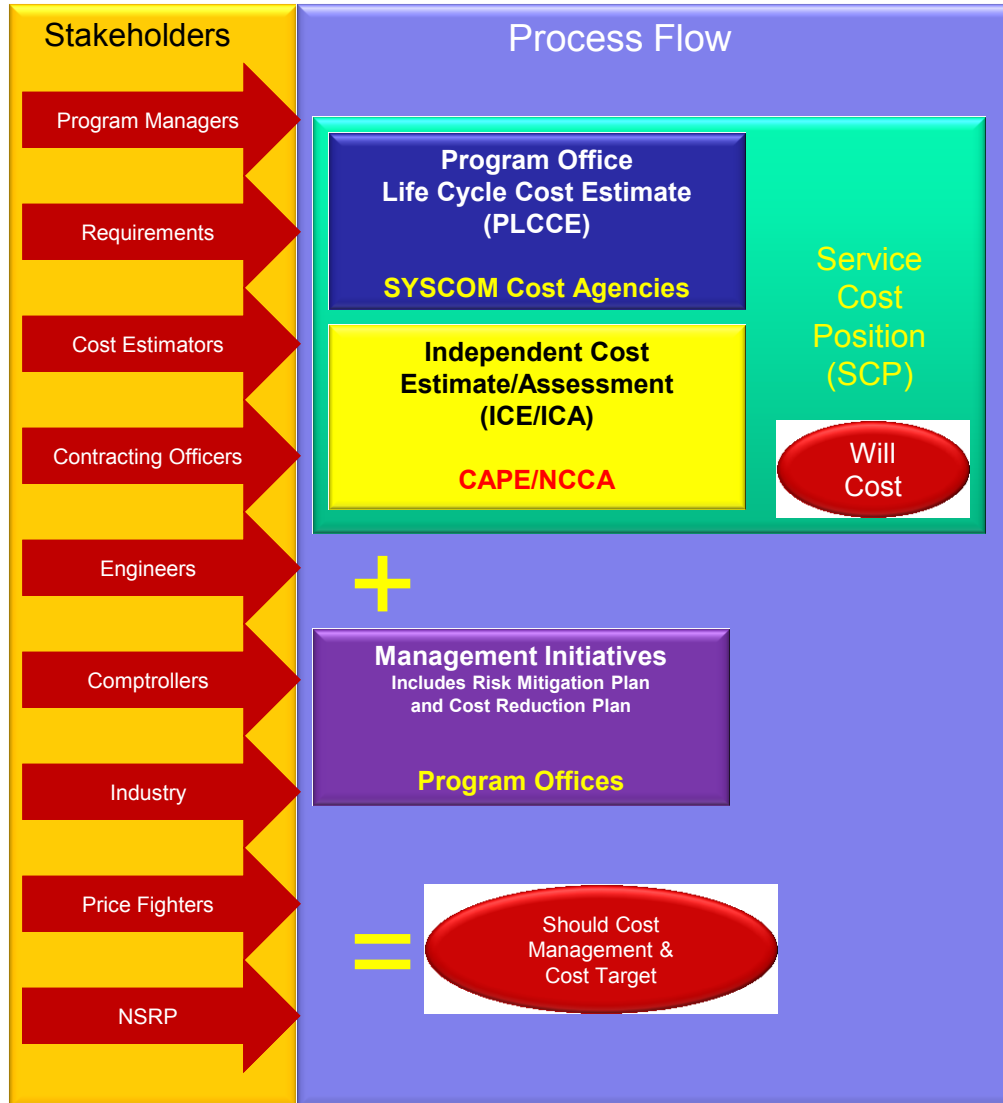 Stakeholders
Program Managers
Requirements
Cost Estimators
Contracting Officers
Engineers
Comptrollers
Industry
Price Fighters
NSRP
Process Flow
Program Office
Life Cycle Cost Estimate
(PLCCE)
SYSCOM Cost Agencies
Independent Cost
Estimate/Assessment
(ICE/ICA)
CAPE/NCCA
Service
Cost
Position
(SCP)
Will
Cost
+
Management Initiatives
Includes Risk Mitigation Plan
and Cost Reduction Plan
Program Offices
=
Should Cost
Management &
Cost Target